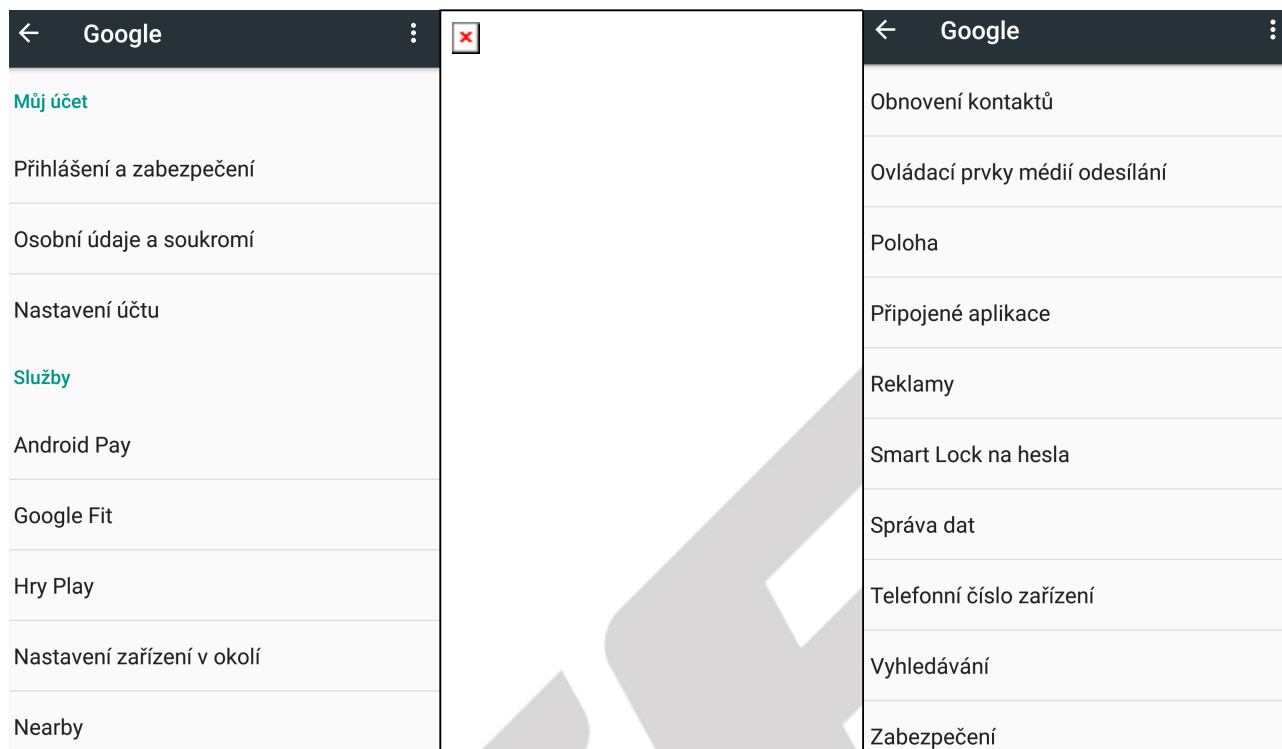 Google
Můj účet
Přihlášení a zabezpečení
Osobní údaje a soukromí
Nastavení účtu
Služby
Android Pay
Google Fit
Hry Play
Nastavení zařízení v okolí
Nearby
Google
Obnovení kontaktů
Ovládací prvky médií odesílání
Poloha
Připojené aplikace
Reklamy
Smart Lock na hesla
Správa dat
Telefonní číslo zařízení
Vyhledávání
Zabezpečení